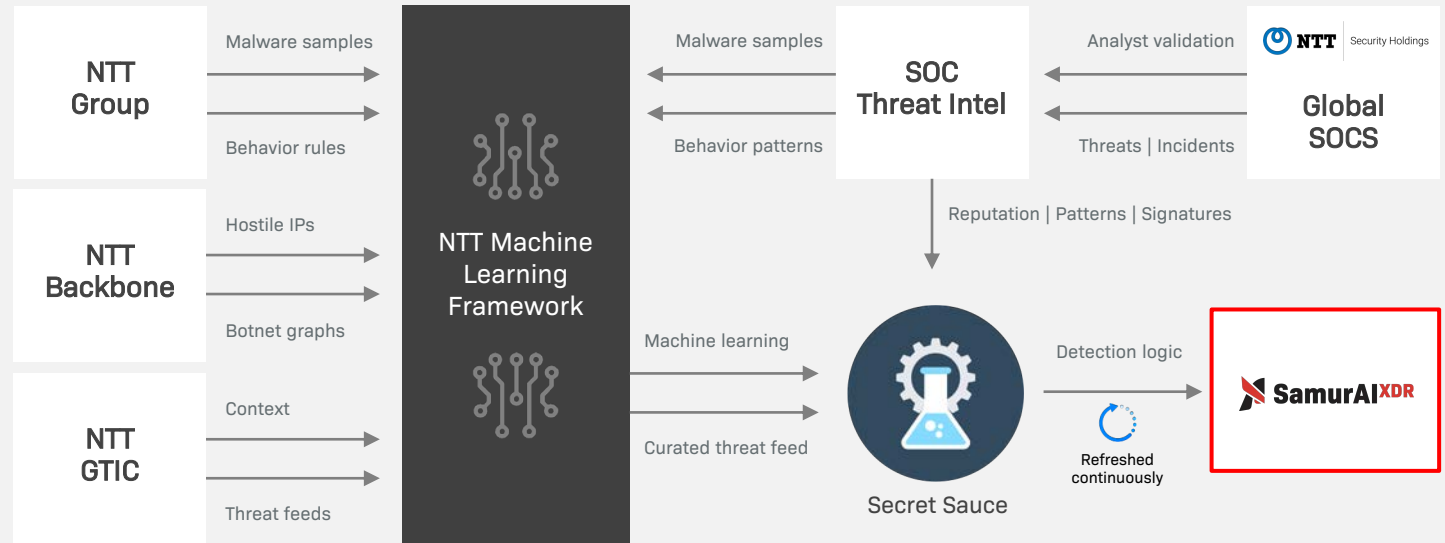 NTT
Group
Malware samples
Behavior rules
NTT
Backbone
Hostile IPs
Botnet graphs
NTT
GTIC
Context
Threat feeds
NTT Machine
Learning
Framework
Malware samples
Behavior patterns
SOC
Threat Intel
Analyst validation
Threats | Incidents
NTT | Security Holdings
Global
SOCS
Reputation | Patterns | Signatures
Machine learning
Curated threat feed
Secret Sauce
Detection logic
Refreshed
continuously
SamurAI XDR